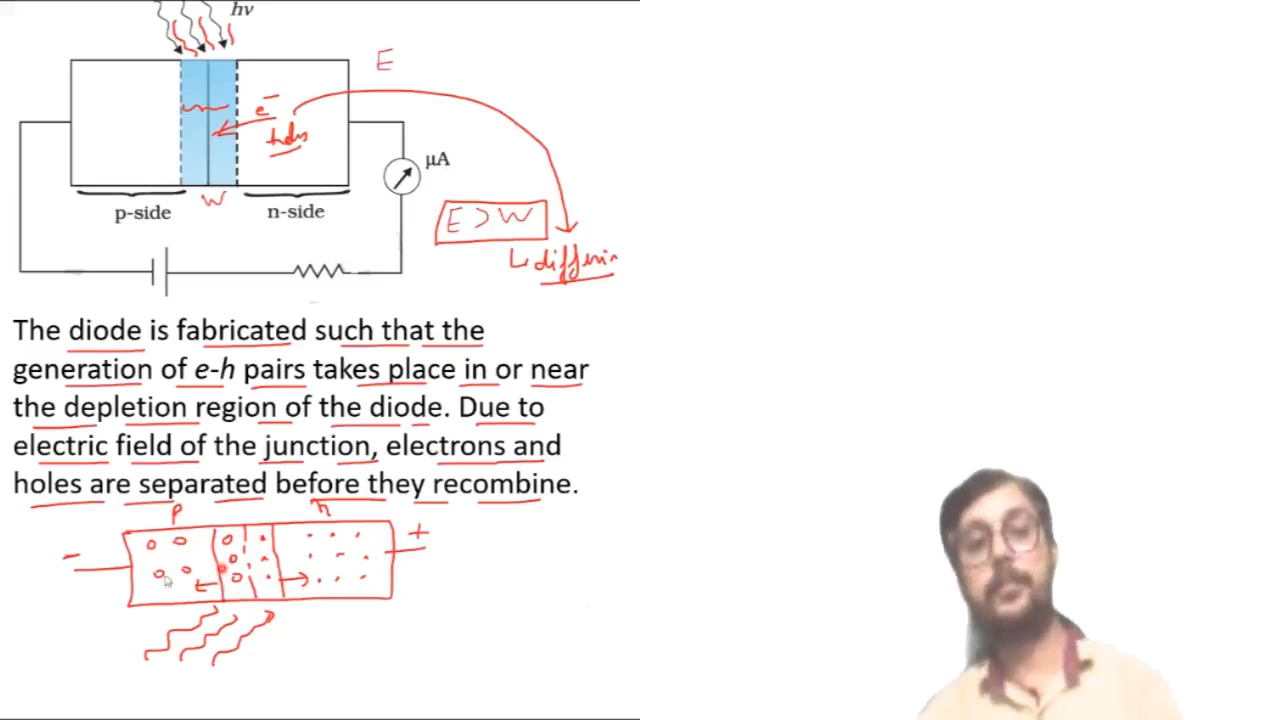 hν
E
e⁻
holes
μA
W
p-side
n-side
E > W
The diode is fabricated such that the
generation of e-h pairs takes place in or near
the depletion region of the diode. Due to
electric field of the junction, electrons and
holes are separated before they recombine.
p
n
-
+